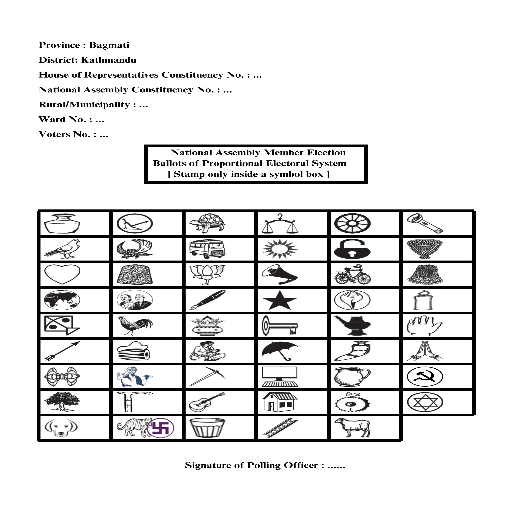 Province : Bagmati
District: Kathmandu
House of Representatives Constituency No. : ...
National Assembly Constituency No. : ...
Rural/Municipality : ...
Ward No. : ...
Voters No. : ...
National Assembly Member Election
Ballots of Proportional Electoral System
[ Stamp only inside a symbol box ]
Signature of Polling Officer : ......